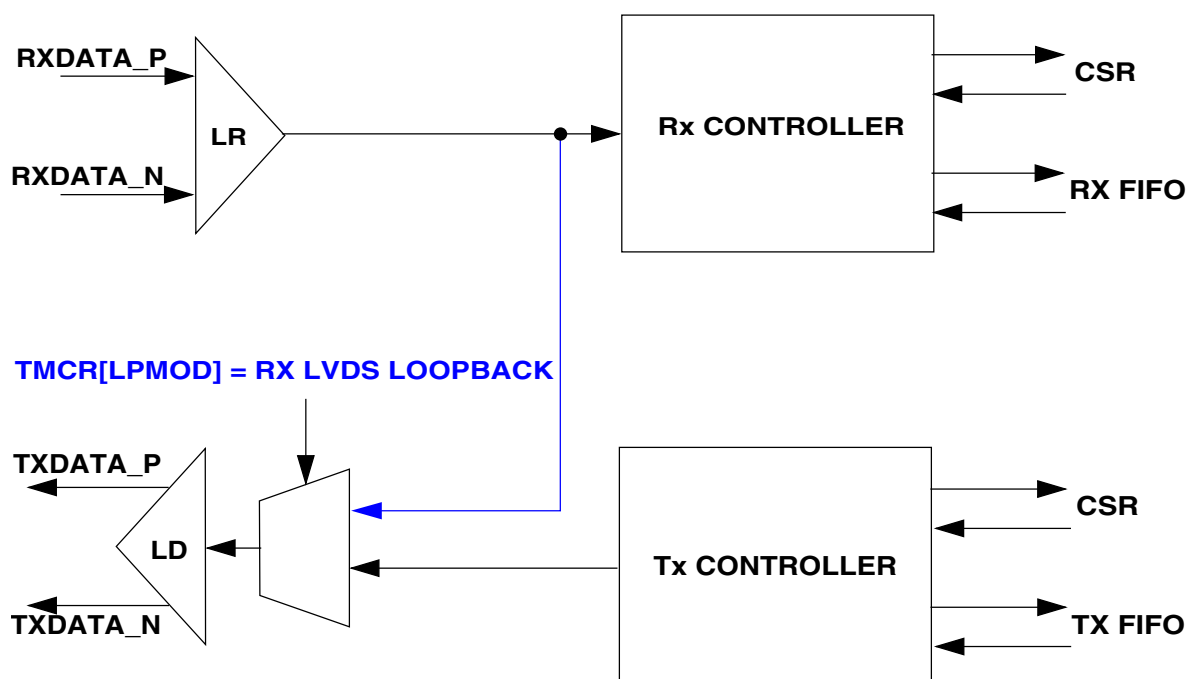 RXDATA_P
LR
RXDATA_N
Rx CONTROLLER
CSR
RX FIFO
TMCR[LPMOD] = RX LVDS LOOPBACK
TXDATA_P
LD
TXDATA_N
Tx CONTROLLER
CSR
TX FIFO